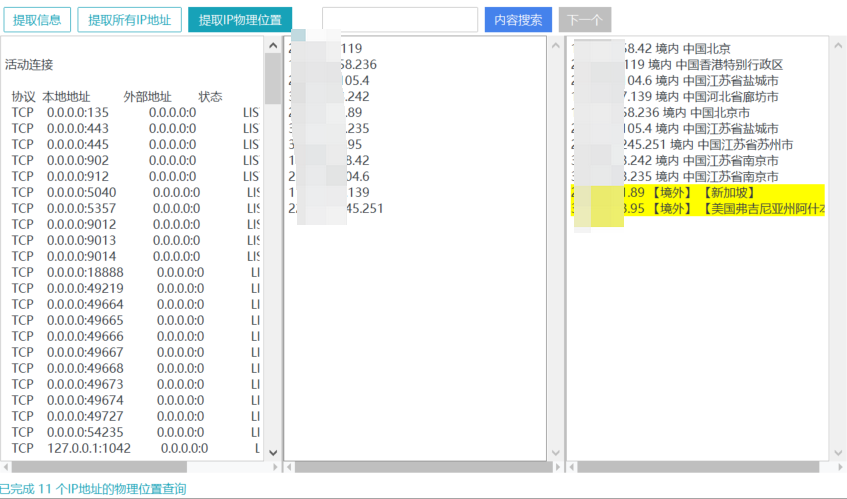 提取信息 提取所有IP地址 提取IP物理位置 内容搜索 下一个
活动连接
协议 本地地址 外部地址 状态
TCP 0.0.0.0:135 0.0.0.0:0 LIS
TCP 0.0.0.0:443 0.0.0.0:0 LIS
TCP 0.0.0.0:445 0.0.0.0:0 LIS
TCP 0.0.0.0:902 0.0.0.0:0 LIS
TCP 0.0.0.0:912 0.0.0.0:0 LIS
TCP 0.0.0.0:5040 0.0.0.0:0 LIS
TCP 0.0.0.0:5357 0.0.0.0:0 LIS
TCP 0.0.0.0:9012 0.0.0.0:0 LIS
TCP 0.0.0.0:9013 0.0.0.0:0 LIS
TCP 0.0.0.0:9014 0.0.0.0:0 LIS
TCP 0.0.0.0:18888 0.0.0.0:0 LI
TCP 0.0.0.0:49219 0.0.0.0:0 LI
TCP 0.0.0.0:49664 0.0.0.0:0 LI
TCP 0.0.0.0:49665 0.0.0.0:0 LI
TCP 0.0.0.0:49666 0.0.0.0:0 LI
TCP 0.0.0.0:49667 0.0.0.0:0 LI
TCP 0.0.0.0:49668 0.0.0.0:0 LI
TCP 0.0.0.0:49673 0.0.0.0:0 LI
TCP 0.0.0.0:49674 0.0.0.0:0 LI
TCP 0.0.0.0:49727 0.0.0.0:0 LI
TCP 0.0.0.0:54235 0.0.0.0:0 LI
TCP 127.0.0.1:1042 0.0.0.0:0 L
119
58.236
05.4
.242
.89
.235
95
8.42
04.6
139
45.251
58.42 境内 中国北京
119 境内 中国香港特别行政区
04.6 境内 中国江苏省盐城市
7.139 境内 中国河北省廊坊市
58.236 境内 中国北京市
105.4 境内 中国江苏省盐城市
245.251 境内 中国江苏省苏州市
3.242 境内 中国江苏省南京市
3.235 境内 中国江苏省南京市
1.89 【境外】 【新加坡】
3.95 【境外】 【美国弗吉尼亚州阿什
已完成 11 个IP地址的物理位置查询